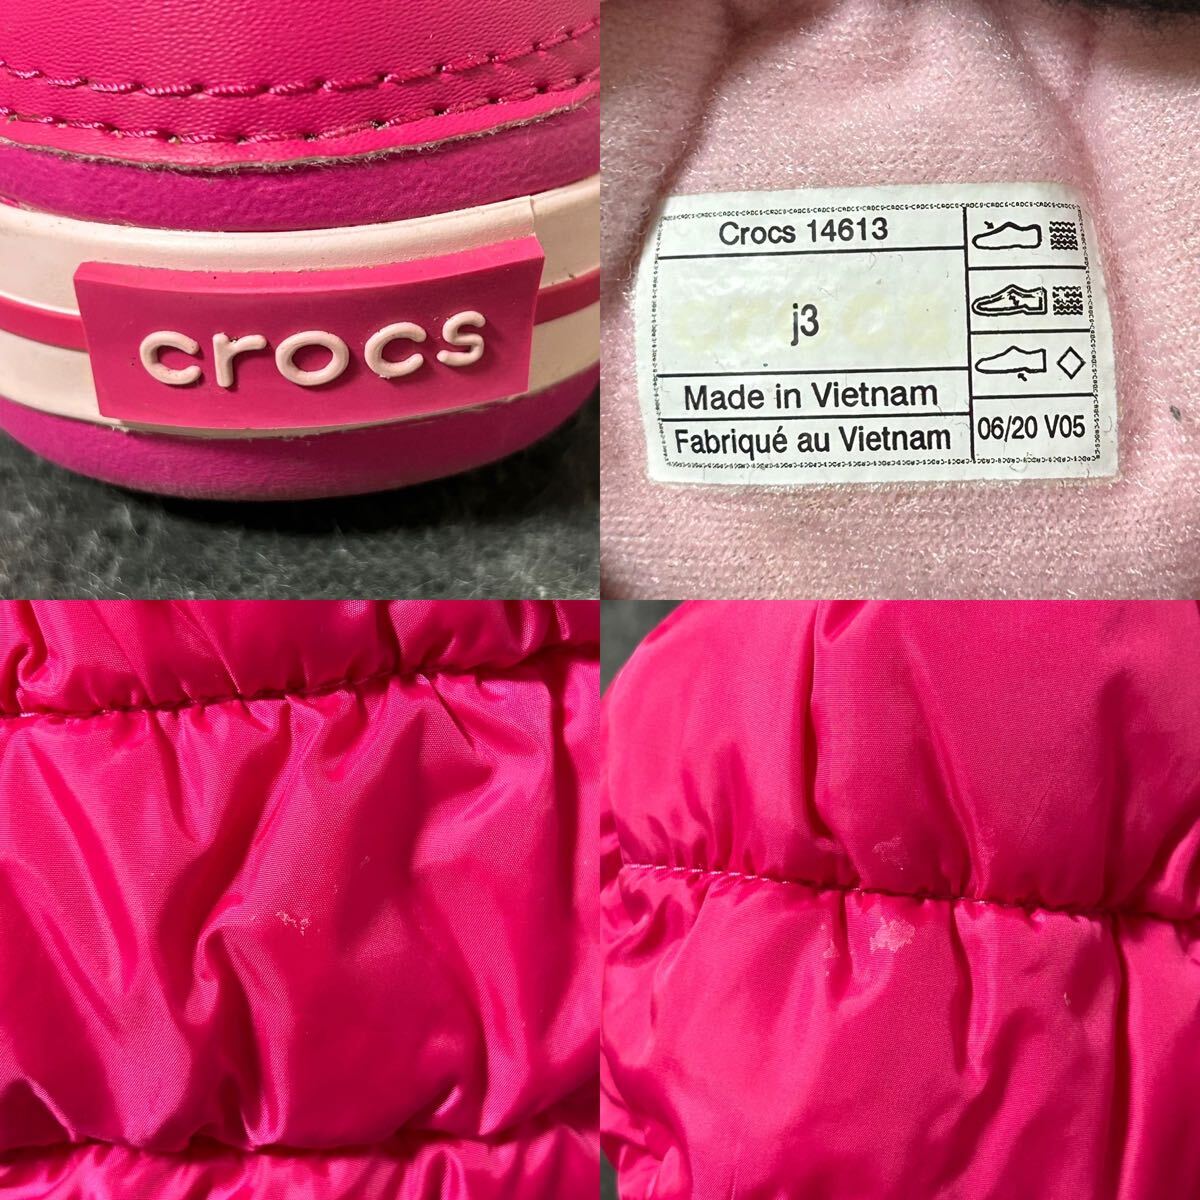 crocs
Crocs 14613
j3
Made in Vietnam
Fabriqué au Vietnam
06/20 V05